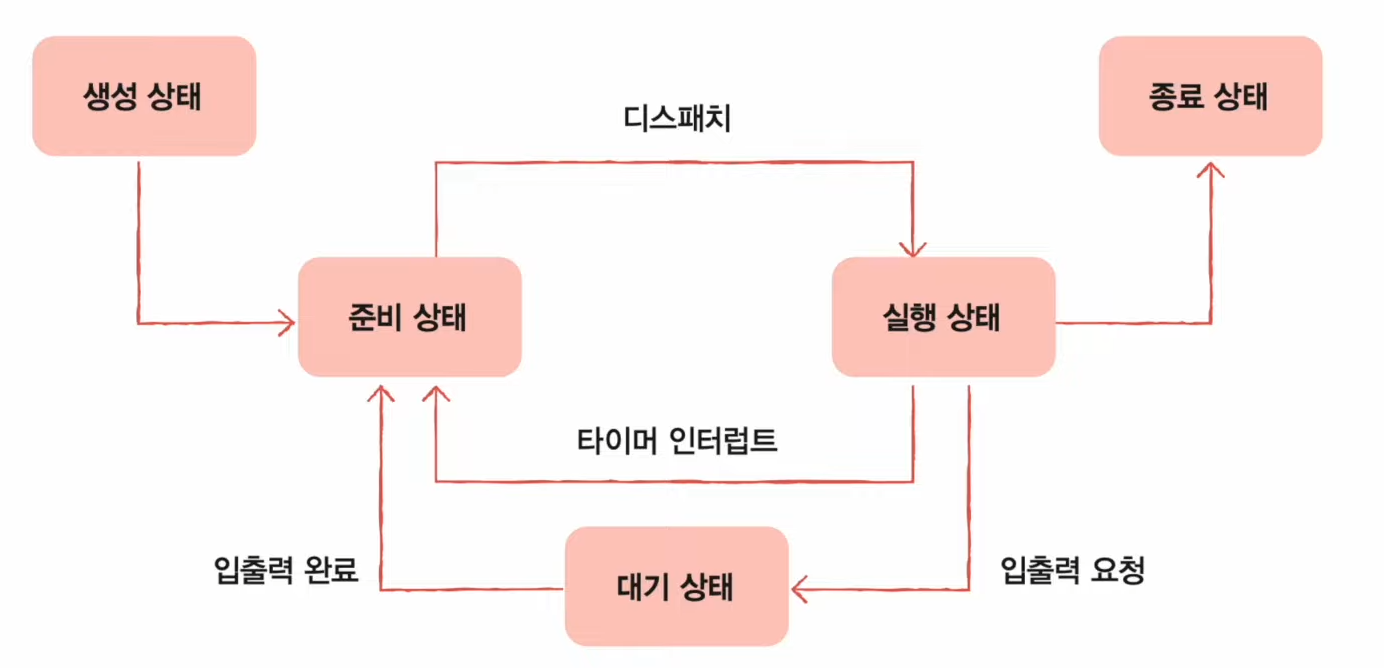 생성 상태
종료 상태
디스패치
준비 상태
실행 상태
타이머 인터럽트
입출력 완료
대기 상태
입출력 요청